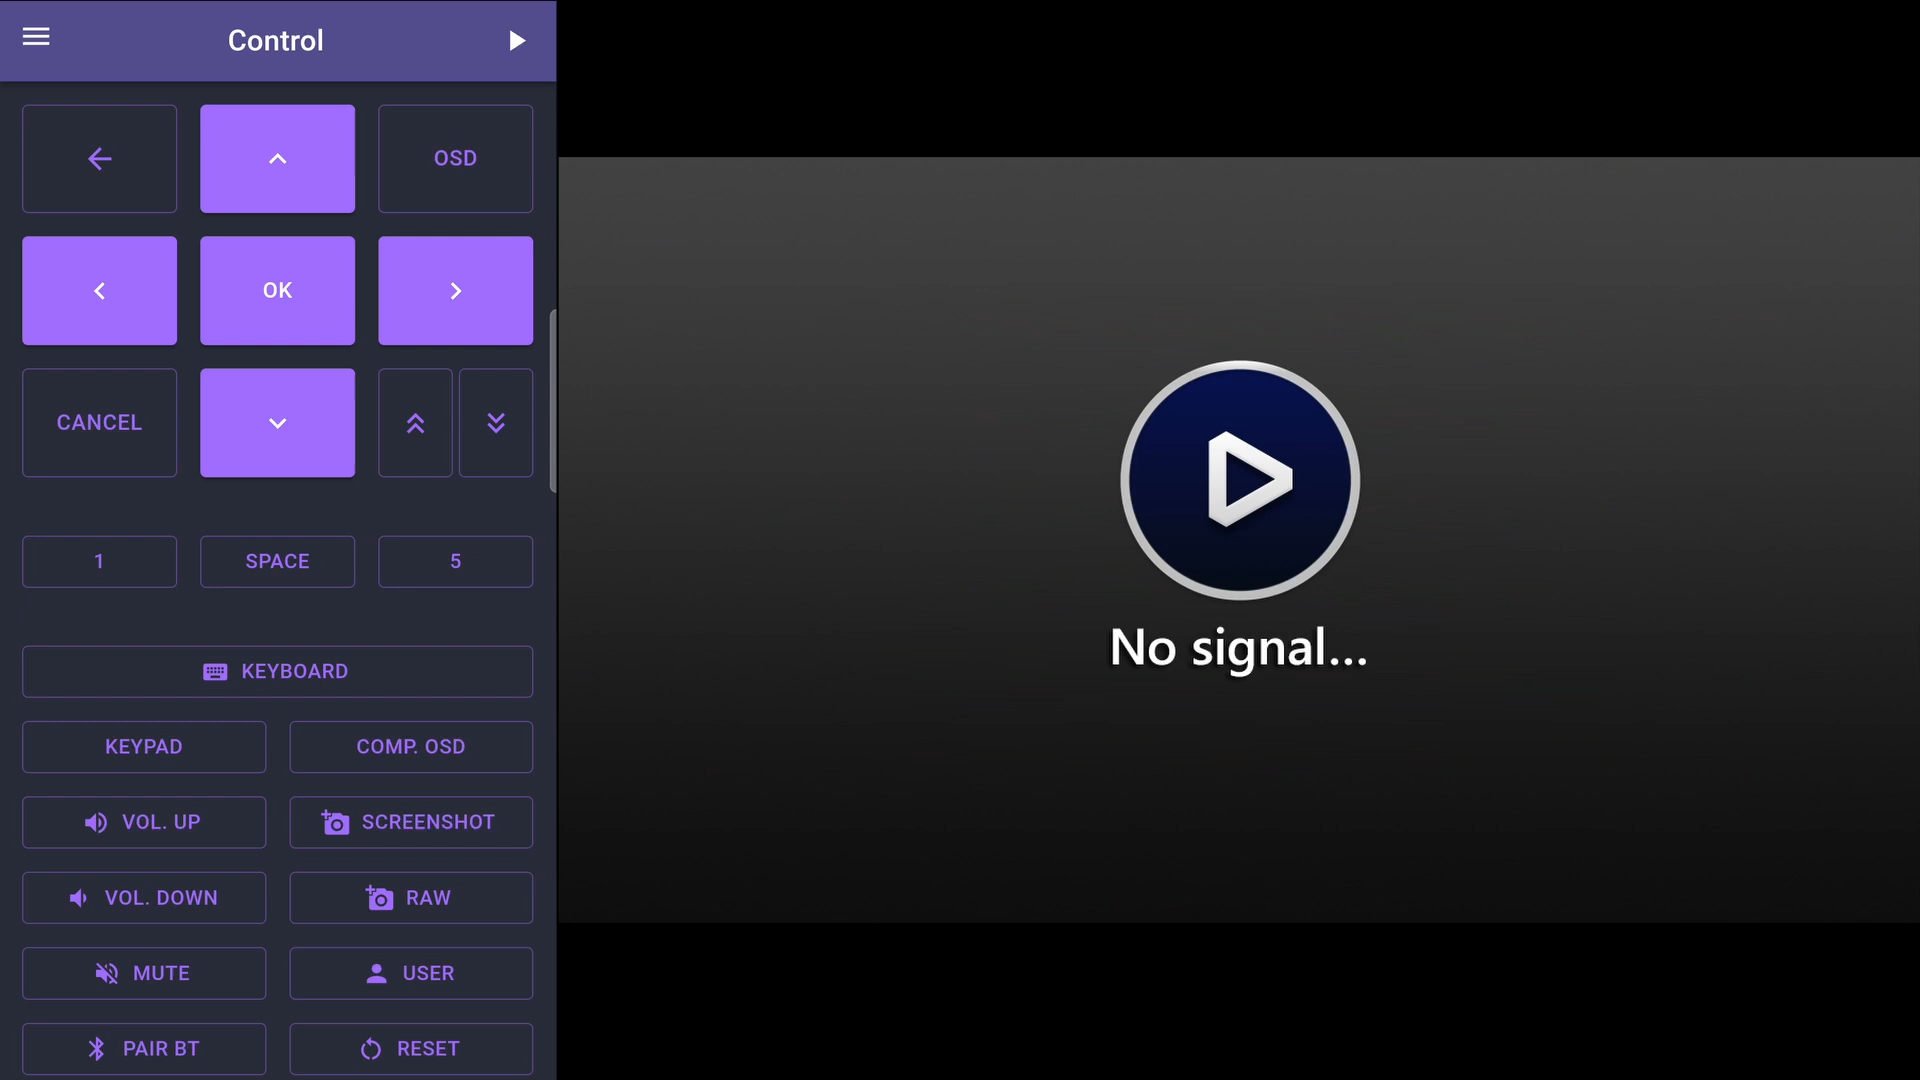 Control
OSD
OK
CANCEL
1 SPACE 5
KEYBOARD
KEYPAD COMP. OSD
VOL. UP SCREENSHOT
VOL. DOWN RAW
MUTE USER
PAIR BT RESET
No signal...